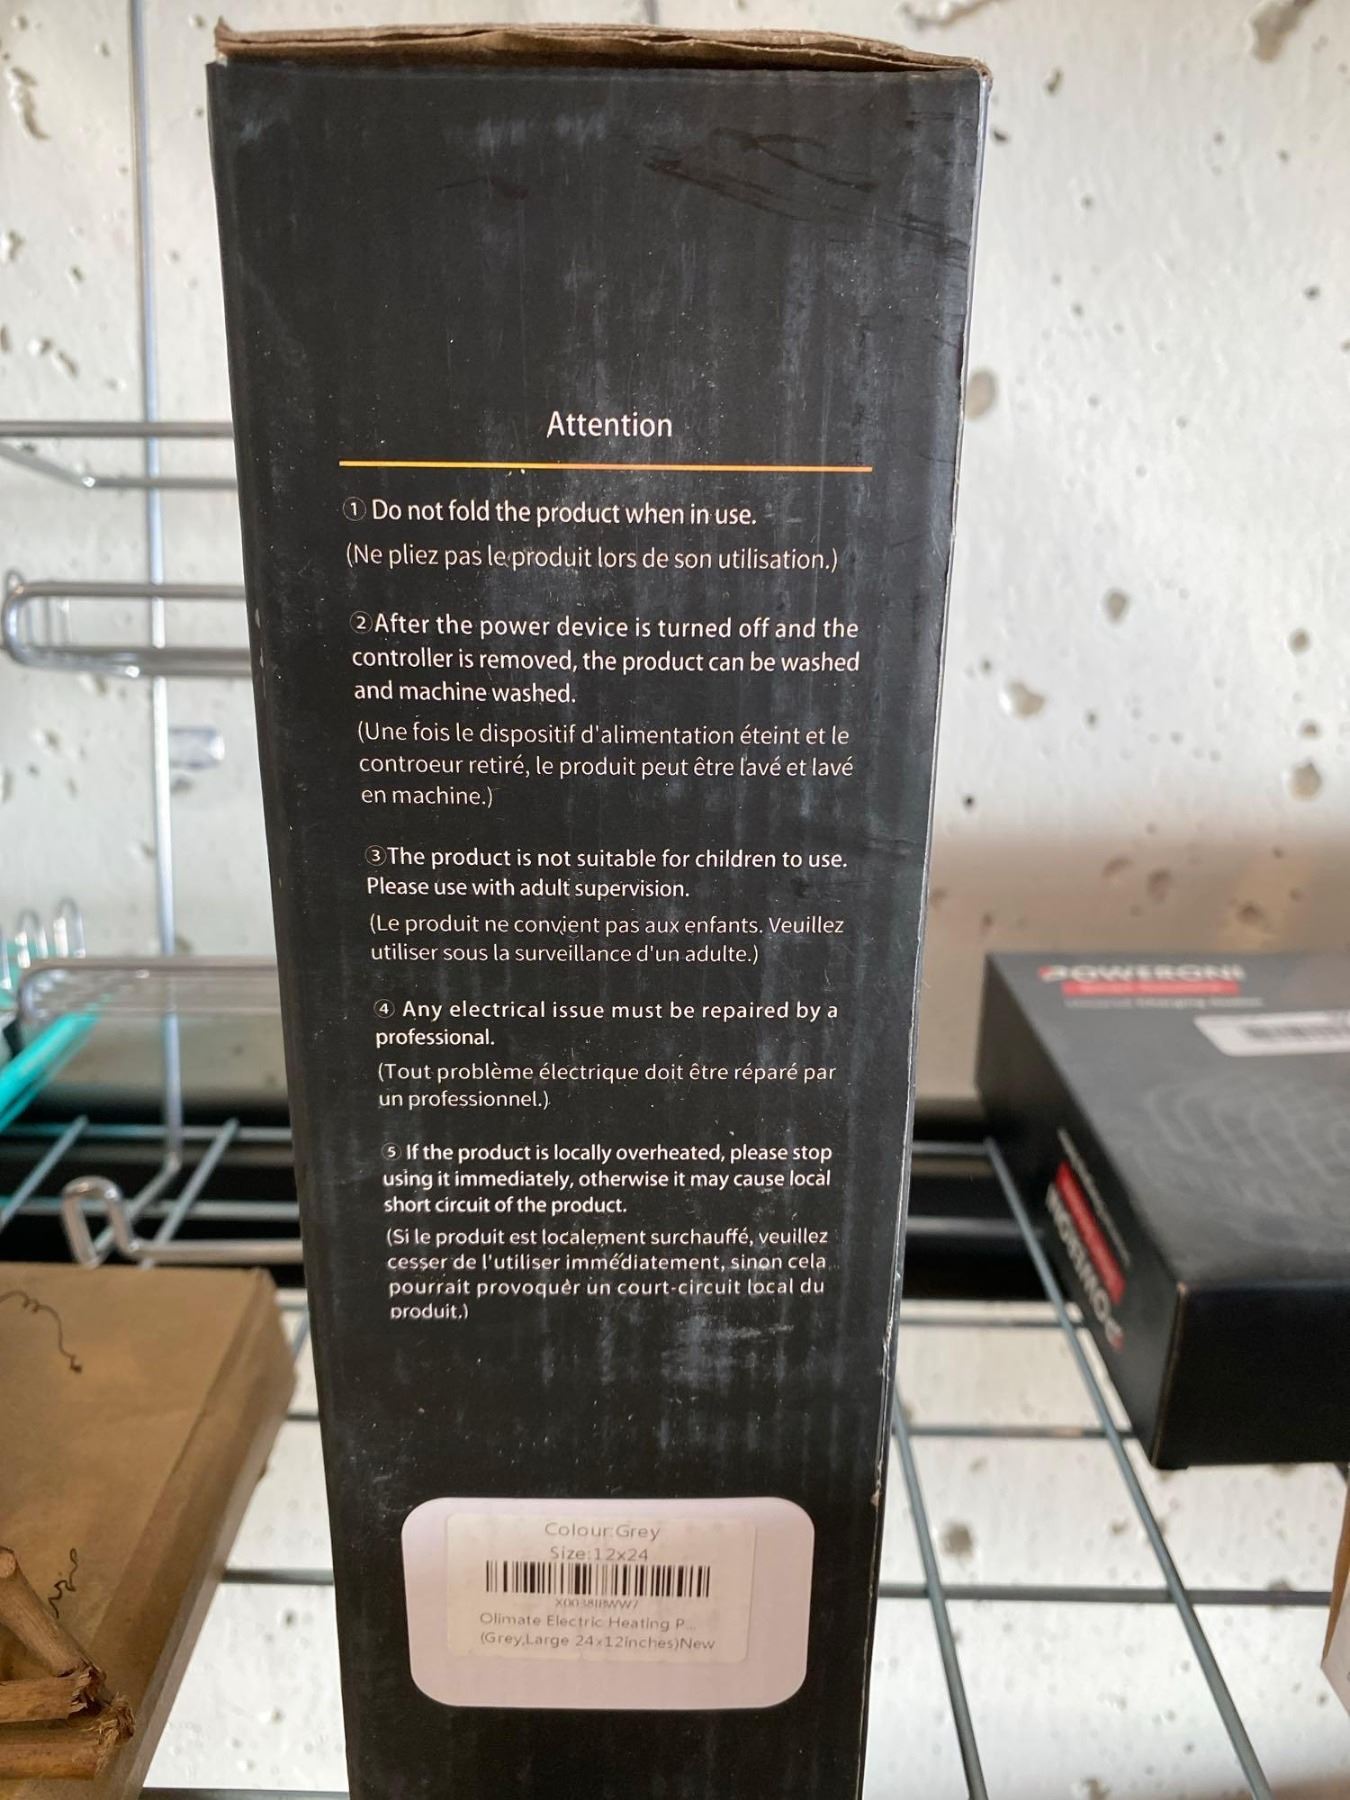 Attention
① Do not fold the product when in use.
(Ne pliez pas le produit lors de son utilisation.)
②After the power device is turned off and the
controller is removed, the product can be washed
and machine washed.
(Une fois le dispositif d'alimentation éteint et le
controeur retiré, le produit peut être lavé et lavé
en machine.)
③The product is not suitable for children to use.
Please use with adult supervision.
(Le produit ne convient pas aux enfants. Veuillez
utiliser sous la surveillance d'un adulte.)
④ Any electrical issue must be repaired by a
professional.
(Tout problème électrique doit être réparé par
un professionnel.)
⑤ If the product is locally overheated, please stop
using it immediately, otherwise it may cause local
short circuit of the product.
(Si le produit est localement surchauffé, veuillez
cesser de l'utiliser immédiatement, sinon cela
pourrait provoquer un court-circuit local du
produit.)
Colour:Grey
Size:12x24
Olimate Electric Heating P...
(Grey,Large 24x12inches)New
POWERONI